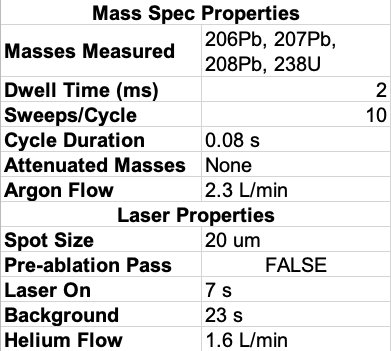 Mass Spec Properties
Masses Measured 206Pb, 207Pb,
208Pb, 238U
Dwell Time (ms) 2
Sweeps/Cycle 10
Cycle Duration 0.08 s
Attenuated Masses None
Argon Flow 2.3 L/min
Laser Properties
Spot Size 20 um
Pre-ablation Pass FALSE
Laser On 7 s
Background 23 s
Helium Flow 1.6 L/min